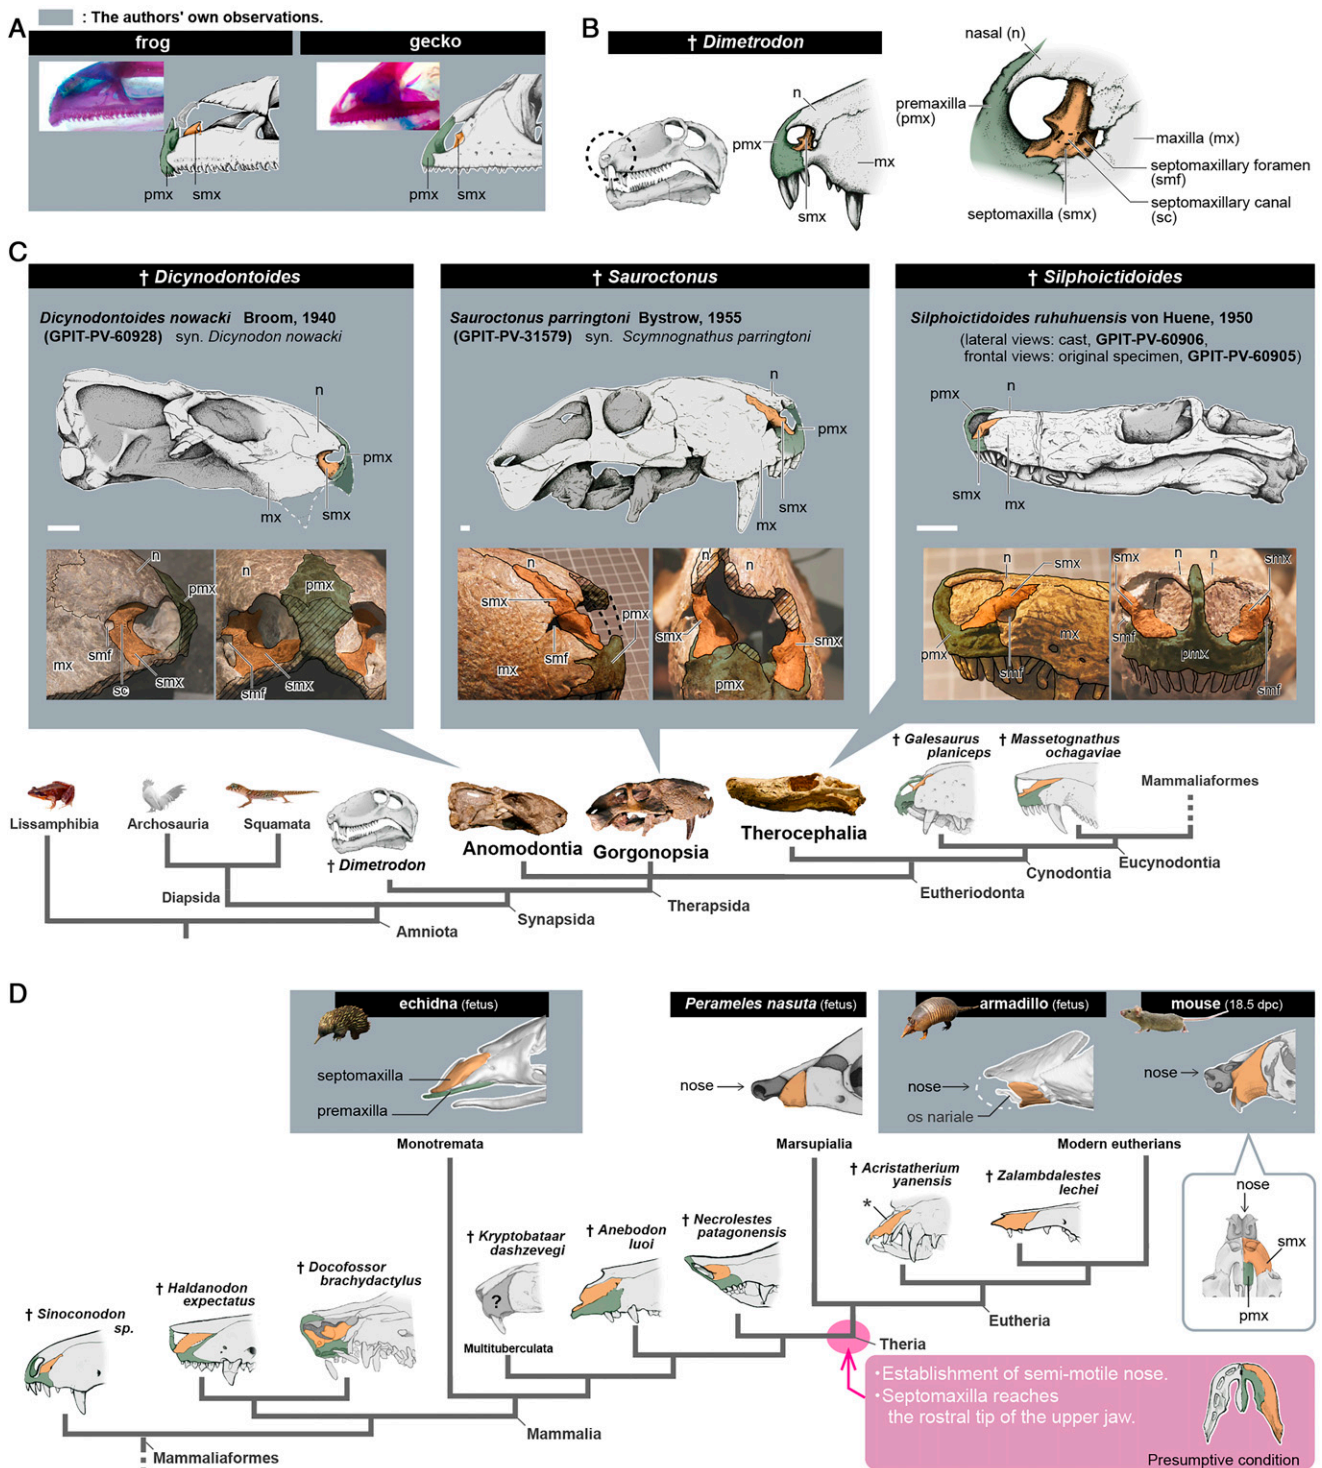 : The authors' own observations.
A
frog
gecko
pmx
smx
pmx
smx
B
† Dimetrodon
n
pmx
mx
smx
nasal (n)
premaxilla
(pmx)
maxilla (mx)
septomaxillary foramen
(smf)
septomaxillary canal
(sc)
septomaxilla (smx)
C
† Dicynodontoides
Dicynodontoides nowacki Broom, 1940
(GPIT-PV-60928) syn. Dicynodon nowacki
n
pmx
smx
mx
n
pmx
mx
smf
sc
smx
n
pmx
smf
smx
† Sauroctonus
Sauroctonus parringtoni Bystrow, 1955
(GPIT-PV-31579) syn. Scymnognathus parringtoni
n
pmx
smx
mx
n
smx
pmx
mx
smf
n
n
smx
smx
pmx
† Silphoictidoides
Silphoictidoides ruhuhuensis von Huene, 1950
(lateral views: cast, GPIT-PV-60906,
frontal views: original specimen, GPIT-PV-60905)
pmx
n
smx
mx
n
smx
mx
pmx
smf
n
n
smx
smx
smf
pmx
smf
Lissamphibia
Archosauria
Squamata
† Dimetrodon
Anomodontia
Gorgonopsia
Therocephalia
† Galesaurus
planiceps
† Massetognathus
ochagaviae
Mammaliaformes
Eucynodontia
Cynodontia
Eutheriodonta
Therapsida
Synapsida
Diapsida
Amniota
D
echidna (fetus)
septomaxilla
premaxilla
Monotremata
Perameles nasuta (fetus)
nose
Marsupialia
armadillo (fetus)
nose
os nariale
mouse (18.5 dpc)
nose
Modern eutherians
nose
smx
pmx
† Acristatherium
yanensis
*
† Zalambdalestes
lechei
† Necrolestes
patagonensis
† Anebodon
luoi
† Kryptobataar
dashzevegi
?
Multituberculata
† Docofossor
brachydactylus
† Haldanodon
expectatus
† Sinoconodon
sp.
Eutheria
Theria
Mammalia
Mammaliaformes
・Establishment of semi-motile nose.
・Septomaxilla reaches
the rostral tip of the upper jaw.
Presumptive condition